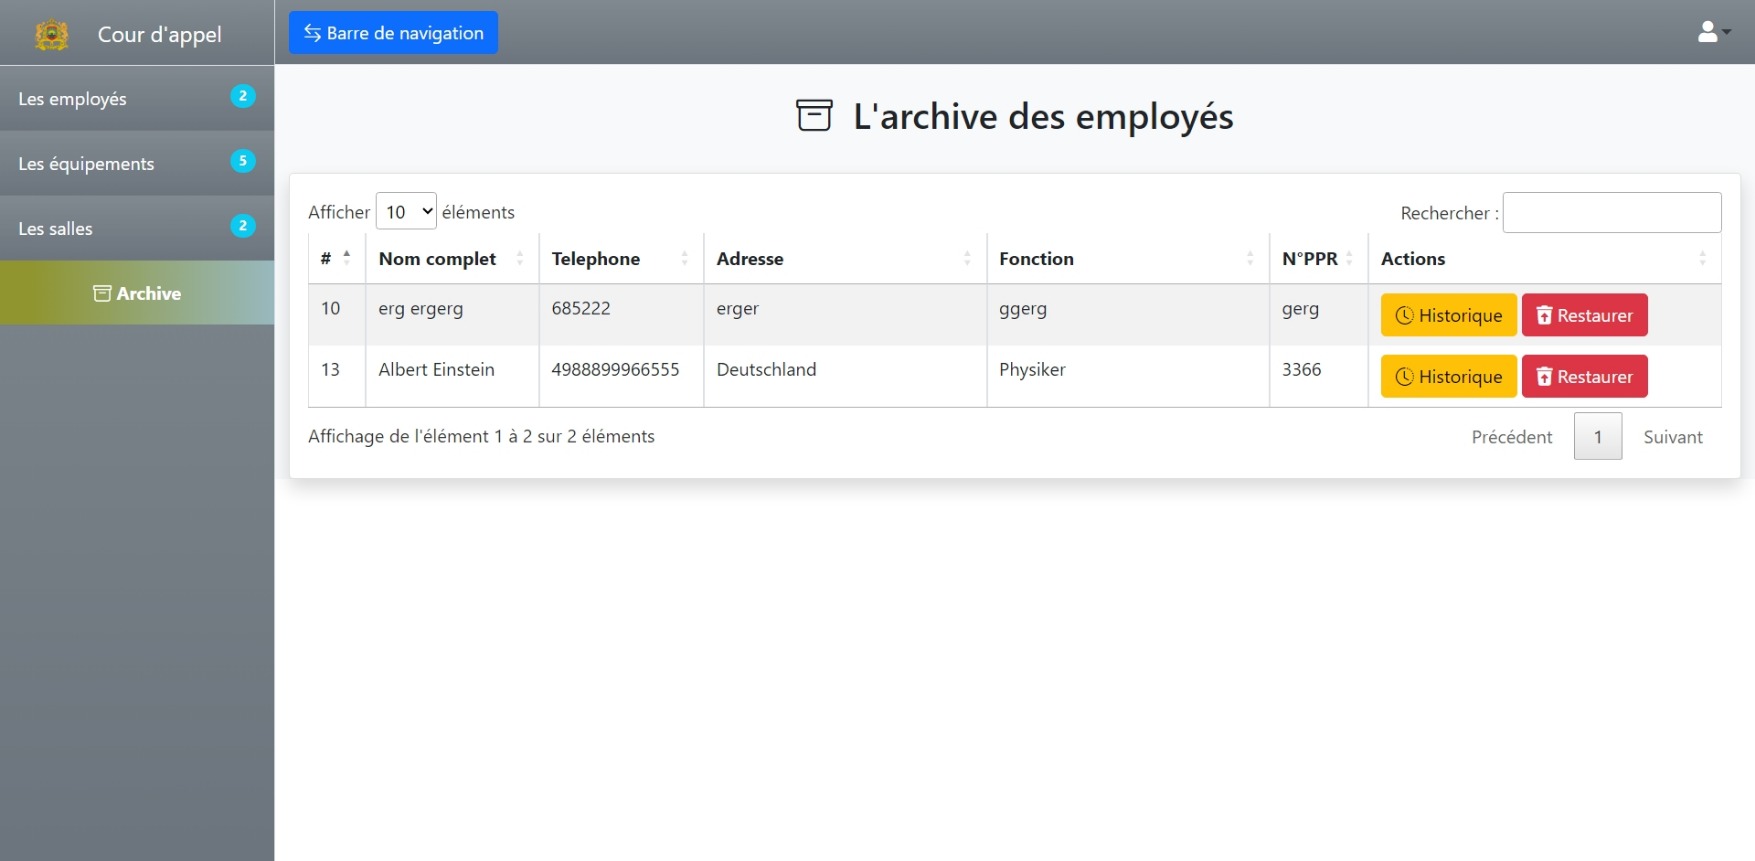 Cour d'appel
Barre de navigation
Les employés 2
Les équipements 5
Les salles 2
Archive
L'archive des employés
Afficher 10 éléments
Rechercher :
# Nom complet Telephone Adresse Fonction N°PPR Actions
10 erg ergerg 685222 erger ggerg gerg Historique Restaurer
13 Albert Einstein 4988899966555 Deutschland Physiker 3366 Historique Restaurer
Affichage de l'élément 1 à 2 sur 2 éléments
Précédent 1 Suivant